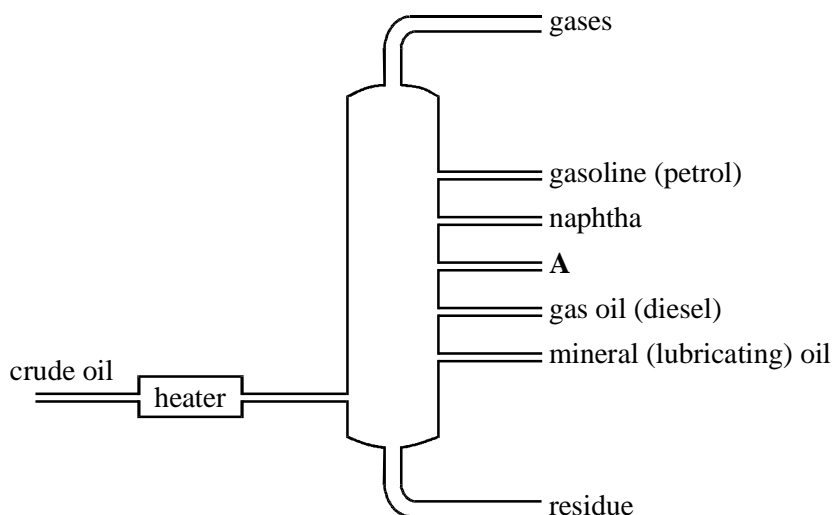 gases
gasoline (petrol)
naphtha
A
gas oil (diesel)
mineral (lubricating) oil
crude oil
heater
residue